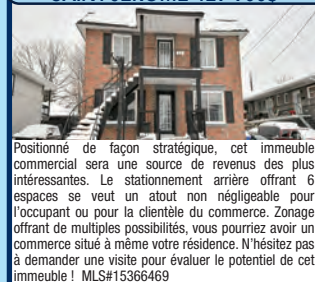 Positionné de façon stratégique, cet immeuble
commercial sera une source de revenus des plus
intéressantes. Le stationnement arrière offrant 6
espaces se veut un atout non négligeable pour
l'occupant ou pour la clientèle du commerce. Zonage
offrant de multiples possibilités, vous pourriez avoir un
commerce situé à même votre résidence. N'hésitez pas
à demander une visite pour évaluer le potentiel de cet
immeuble ! MLS#15366469